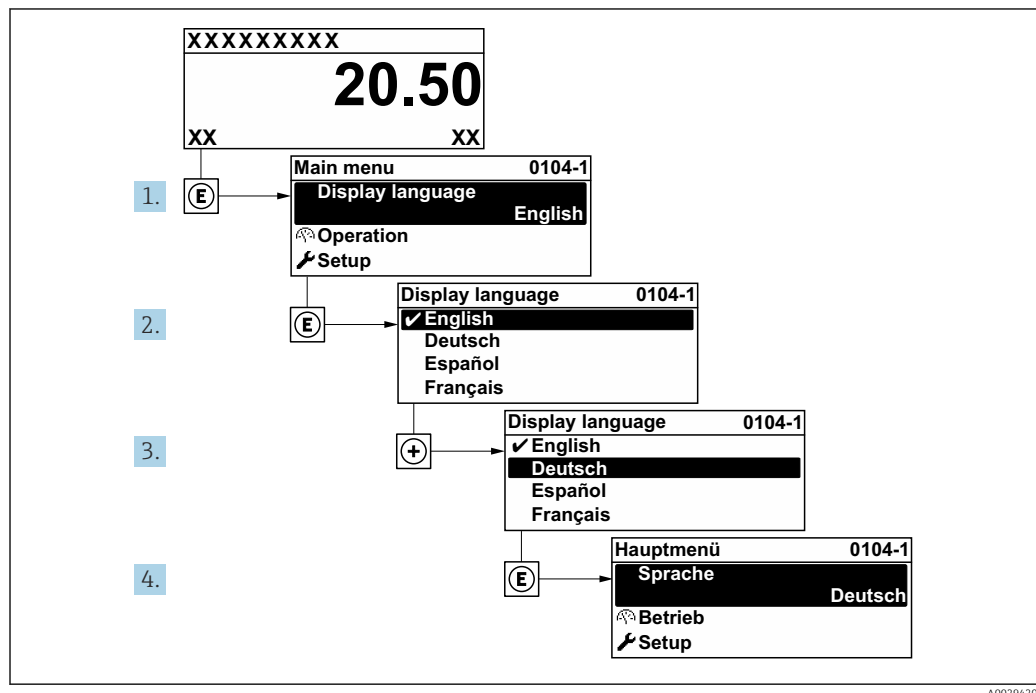 XXXXXXXXX
20.50
XX XX
1. E
Main menu 0104-1
Display language
English
Operation
Setup
2. E
Display language 0104-1
✔ English
Deutsch
Español
Français
3. +
Display language 0104-1
✔ English
Deutsch
Español
Français
4. E
Hauptmenü 0104-1
Sprache
Deutsch
Betrieb
Setup